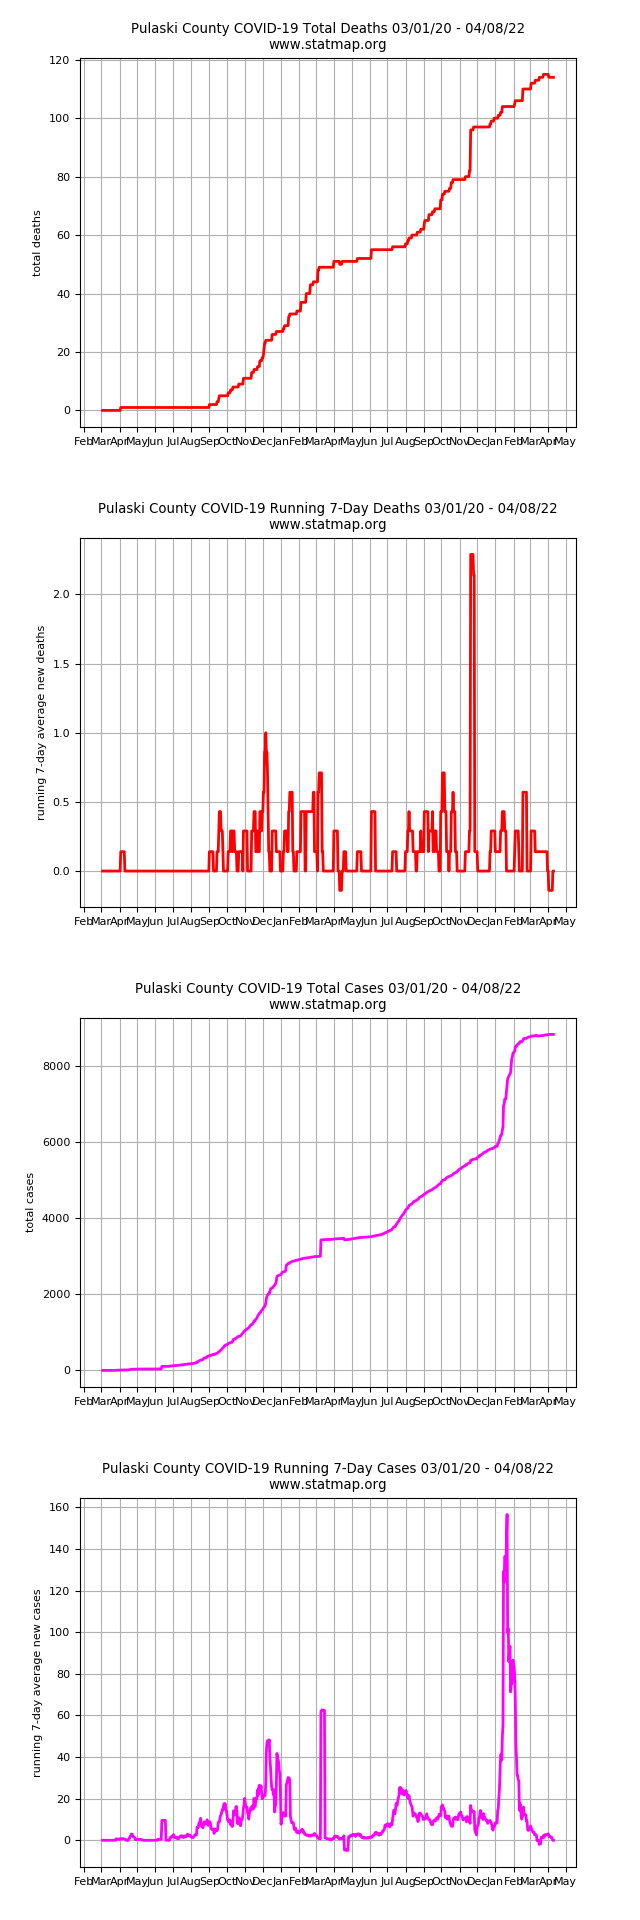 Pulaski County COVID-19 Total Deaths 03/01/20 - 04/08/22
www.statmap.org
120
100
80
60
40
20
0
total deaths
Feb Mar Apr May Jun Jul Aug Sep Oct Nov Dec Jan Feb Mar Apr May Jun Jul Aug Sep Oct Nov Dec Jan Feb Mar Apr May
Pulaski County COVID-19 Running 7-Day Deaths 03/01/20 - 04/08/22
www.statmap.org
2.0
1.5
1.0
0.5
0.0
running 7-day average new deaths
Feb Mar Apr May Jun Jul Aug Sep Oct Nov Dec Jan Feb Mar Apr May Jun Jul Aug Sep Oct Nov Dec Jan Feb Mar Apr May
Pulaski County COVID-19 Total Cases 03/01/20 - 04/08/22
www.statmap.org
8000
6000
4000
2000
0
total cases
Feb Mar Apr May Jun Jul Aug Sep Oct Nov Dec Jan Feb Mar Apr May Jun Jul Aug Sep Oct Nov Dec Jan Feb Mar Apr May
Pulaski County COVID-19 Running 7-Day Cases 03/01/20 - 04/08/22
www.statmap.org
160
140
120
100
80
60
40
20
0
running 7-day average new cases
Feb Mar Apr May Jun Jul Aug Sep Oct Nov Dec Jan Feb Mar Apr May Jun Jul Aug Sep Oct Nov Dec Jan Feb Mar Apr May